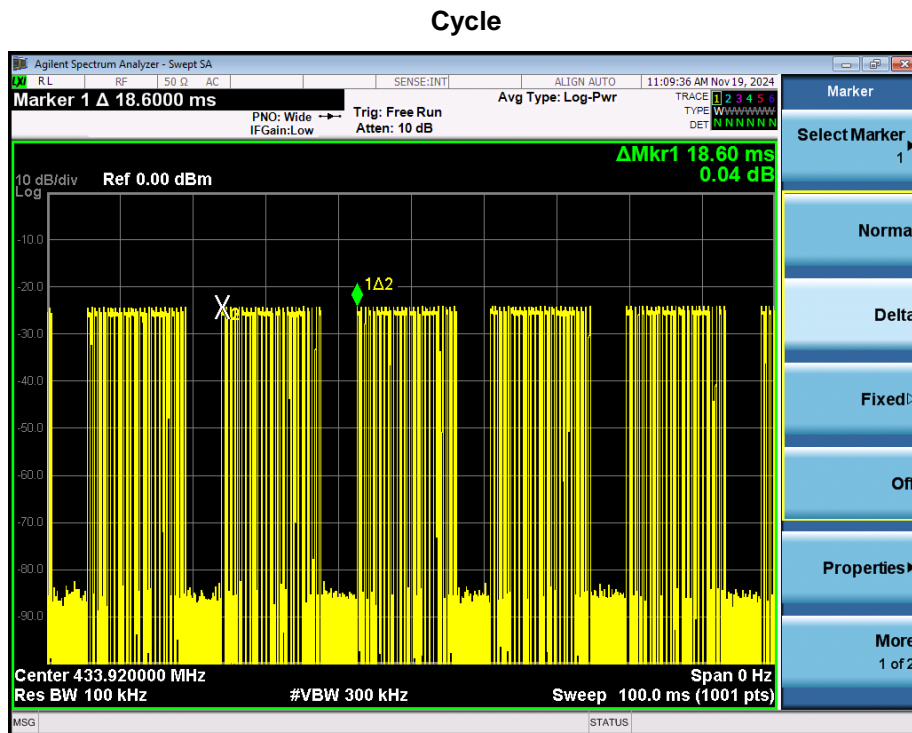 Cycle
Agilent Spectrum Analyzer - Swept SA
LXI RL RF 50 Ω AC SENSE:INT ALIGN AUTO 11:09:36 AM Nov 19, 2024
Marker 1 Δ 18.6000 ms
PNO: Wide
IFGain:Low
Trig: Free Run
Atten: 10 dB
Avg Type: Log-Pwr
TRACE 1 2 3 4 5 6
TYPE WWWWWW
DET N N N N N N
Marker
Select Marker
1
ΔMkr1 18.60 ms
0.04 dB
10 dB/div Ref 0.00 dBm
Log
-10.0
-20.0
-30.0
-40.0
-50.0
-60.0
-70.0
-80.0
-90.0
1Δ2
X2
Norma
Delta
Fixed
Off
Properties
More
1 of 2
Center 433.920000 MHz Span 0 Hz
Res BW 100 kHz #VBW 300 kHz Sweep 100.0 ms (1001 pts)
MSG STATUS